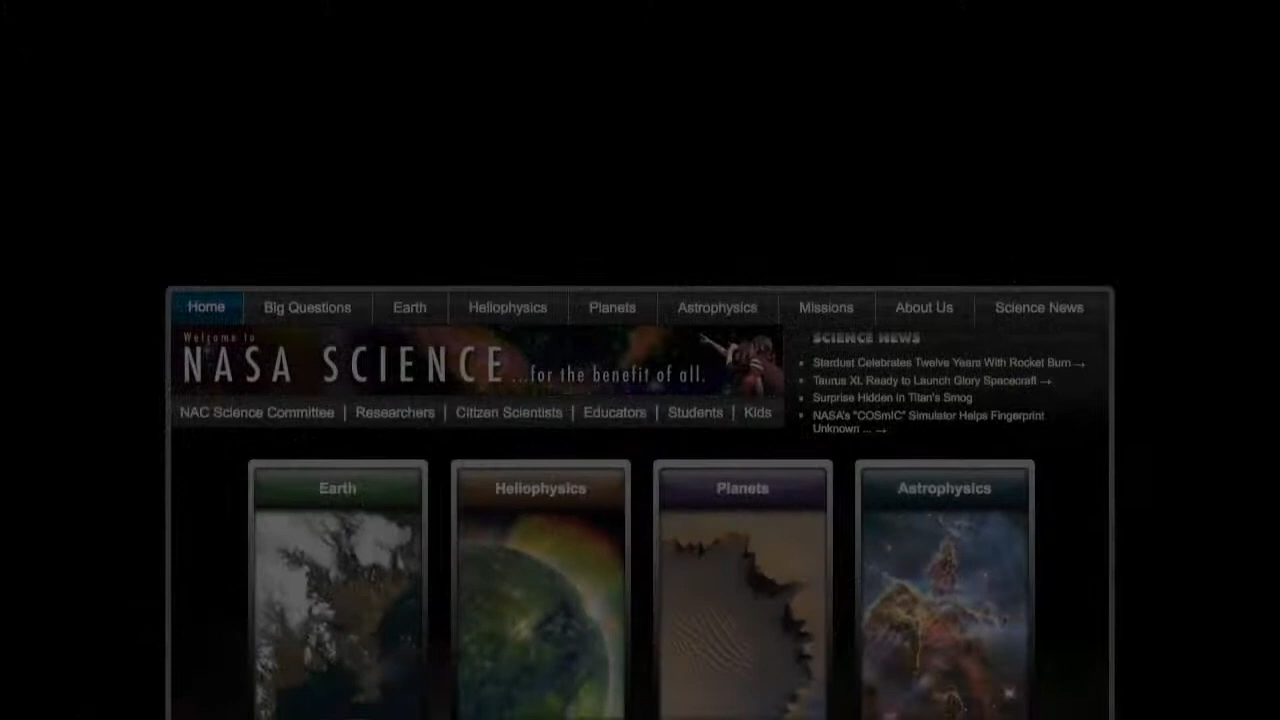 Home Big Questions Earth Heliophysics Planets Astrophysics Missions About Us Science News
Welcome to
NASA SCIENCE ...for the benefit of all.
NAC Science Committee | Researchers | Citizen Scientists | Educators | Students | Kids
SCIENCE NEWS
Stardust Celebrates Twelve Years With Rocket Burn →
Taurus XL Ready to Launch Glory Spacecraft →
Surprise Hidden in Titan's Smog
NASA's "COSmIC" Simulator Helps Fingerprint
Unknown ... →
Earth Heliophysics Planets Astrophysics